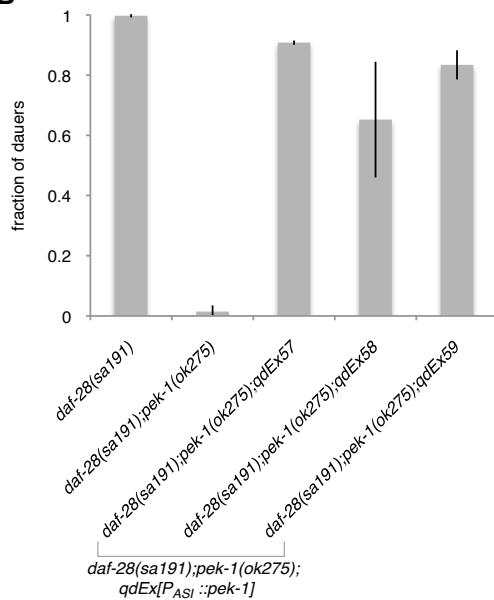 1
0.8
0.6
0.4
0.2
0
fraction of dauers
daf-28(sa191)
daf-28(sa191);pek-1(ok275)
daf-28(sa191);pek-1(ok275);qdEx57
daf-28(sa191);pek-1(ok275);qdEx58
daf-28(sa191);pek-1(ok275);qdEx59
daf-28(sa191);pek-1(ok275);
qdEx[PASI ::pek-1]